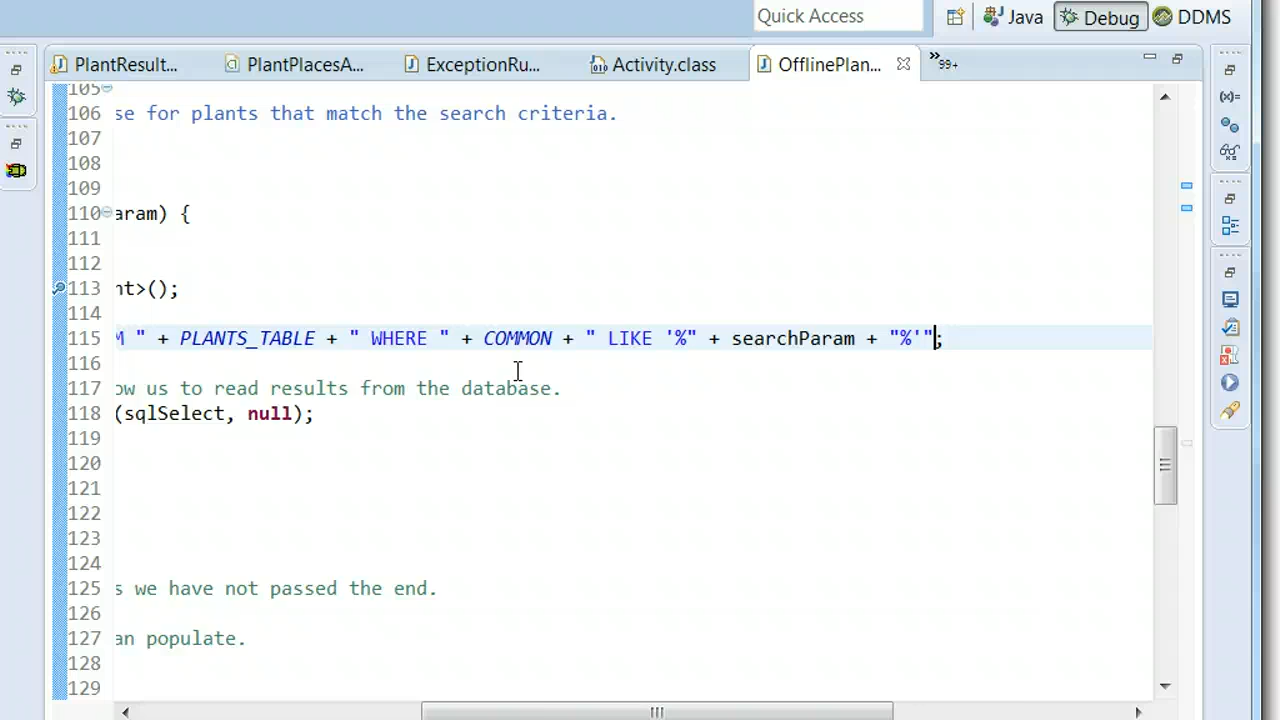 Quick Access
Java
Debug
DDMS
PlantResult...
PlantPlacesA...
ExceptionRu...
Activity.class
OfflinePlan...
99+
105
106 se for plants that match the search criteria.
107
108
109
110 aram) {
111
112
113 nt>();
114
115 M " + PLANTS_TABLE + " WHERE " + COMMON + " LIKE '%" + searchParam + "%'";
116
117 ow us to read results from the database.
118 (sqlSelect, null);
119
120
121
122
123
124
125 s we have not passed the end.
126
127 an populate.
128
129